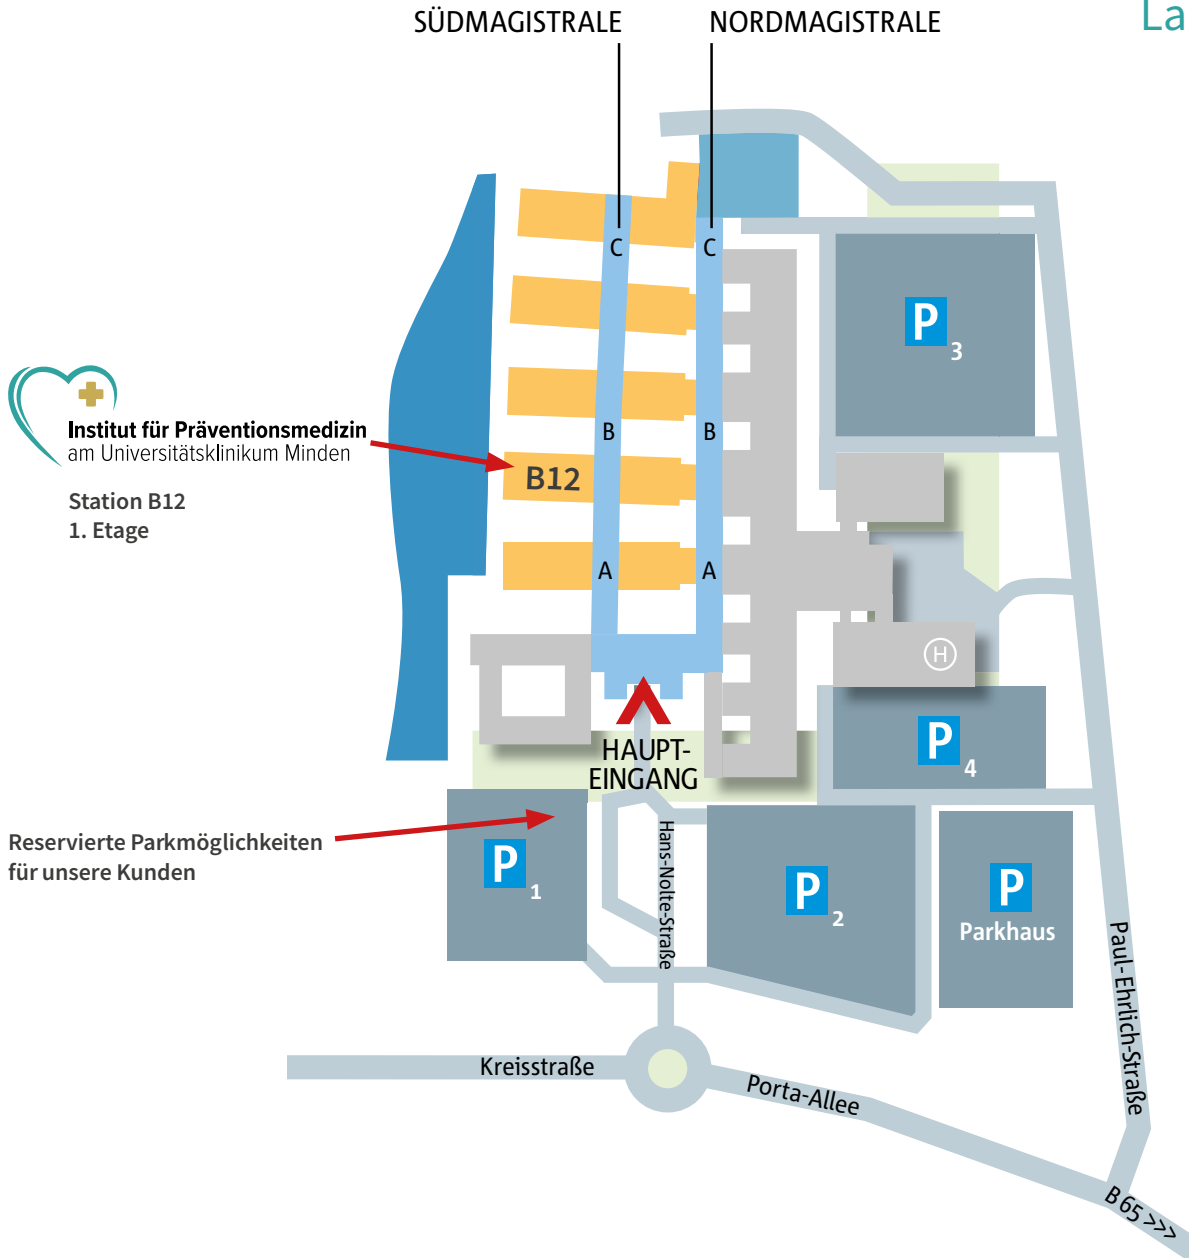 SÜDMAGISTRALE
NORDMAGISTRALE
La
C
C
P 3
Institut für Präventionsmedizin
am Universitätsklinikum Minden
B
B
B12
Station B12
1. Etage
A
A
H
HAUPT-
EINGANG
P 4
Reservierte Parkmöglichkeiten
für unsere Kunden
P 1
Hans-Nolte-Straße
P 2
P
Parkhaus
Paul-Ehrlich-Straße
Kreisstraße
Porta-Allee
B 65 >>>